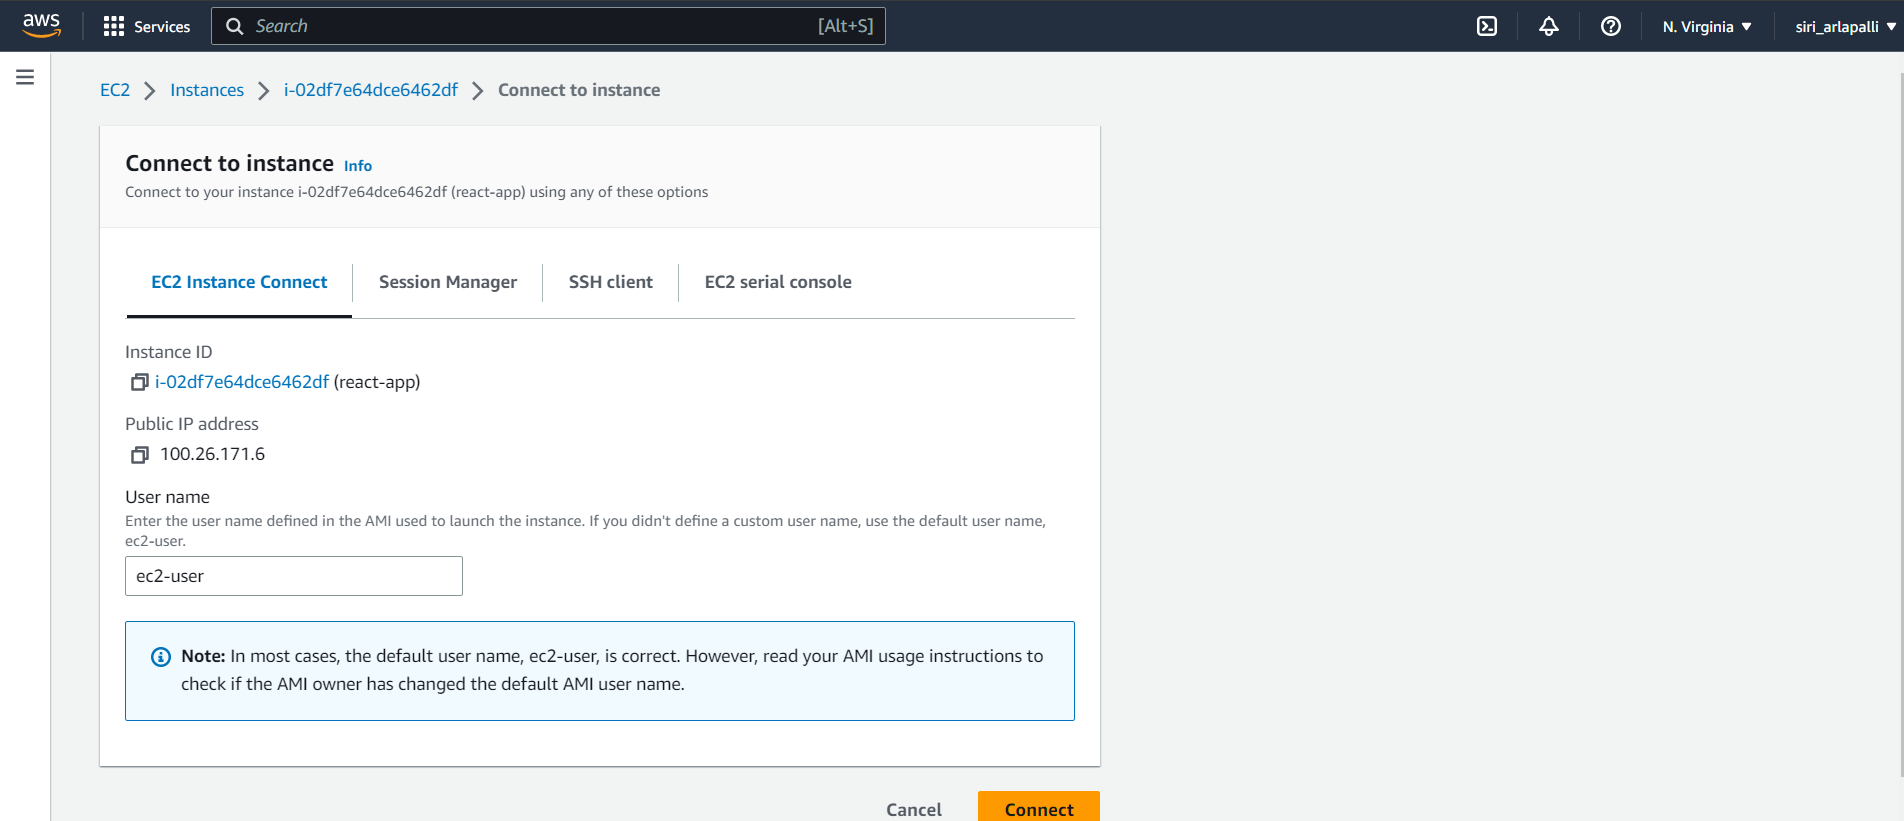 aws Services Search [Alt+S] N. Virginia siri_arlapalli
EC2 Instances i-02df7e64dce6462df Connect to instance
Connect to instance Info
Connect to your instance i-02df7e64dce6462df (react-app) using any of these options
EC2 Instance Connect Session Manager SSH client EC2 serial console
Instance ID
i-02df7e64dce6462df (react-app)
Public IP address
100.26.171.6
User name
Enter the user name defined in the AMI used to launch the instance. If you didn't define a custom user name, use the default user name,
ec2-user.
ec2-user
Note: In most cases, the default user name, ec2-user, is correct. However, read your AMI usage instructions to
check if the AMI owner has changed the default AMI user name.
Cancel Connect